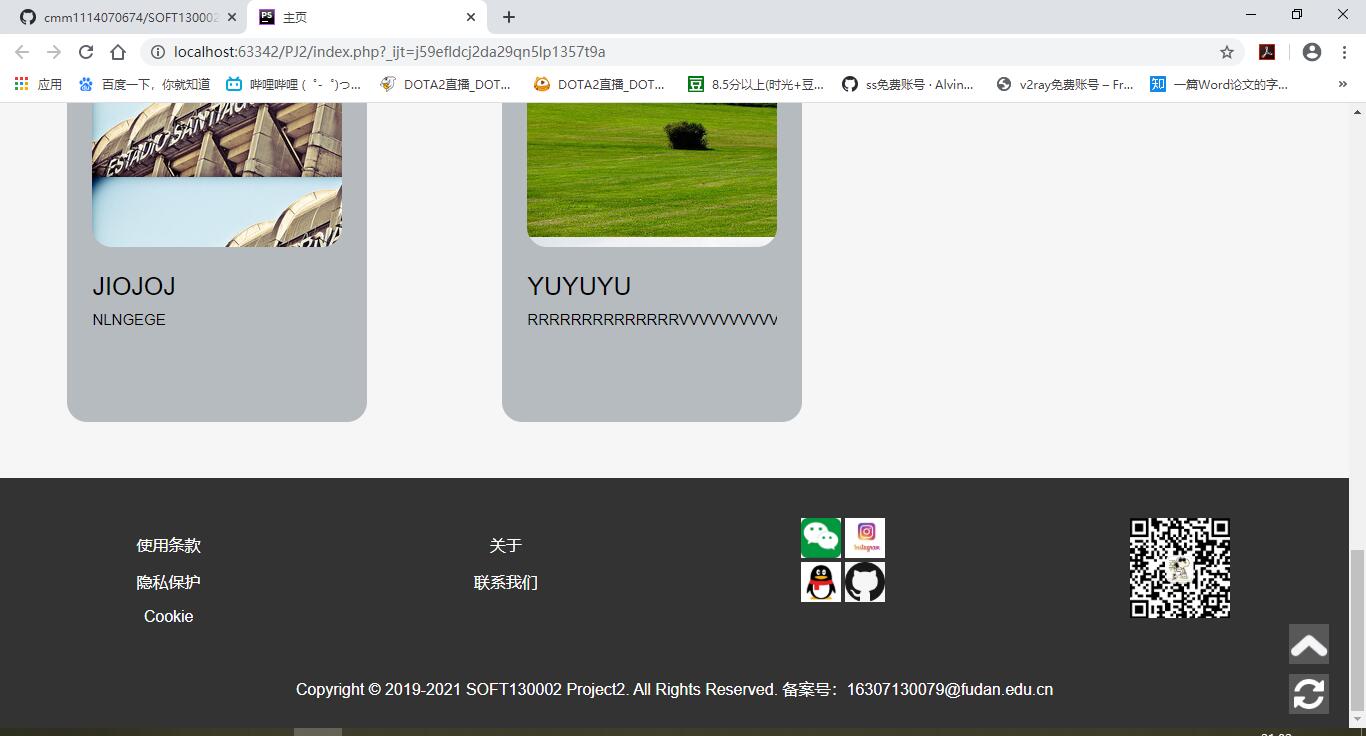 cmm1114070674/SOFT130002
主页
localhost:63342/PJ2/index.php?_ijt=j59efldcj2da29qn5lp1357t9a
应用
百度一下，你就知道
哔哩哔哩 ( ゜- ゜)つ...
DOTA2直播_DOT...
DOTA2直播_DOT...
8.5分以上(时光+豆...
ss免费账号 · Alvin...
v2ray免费账号 – Fr...
一篇Word论文的字...
»
ESTADIO SANTIAG
JIOJOJ
NLNGEGE
YUYUYU
RRRRRRRRRRRRRRVVVVVVVVVV
使用条款
隐私保护
Cookie
关于
联系我们
Instagram
Copyright © 2019-2021 SOFT130002 Project2. All Rights Reserved. 备案号：16307130079@fudan.edu.cn